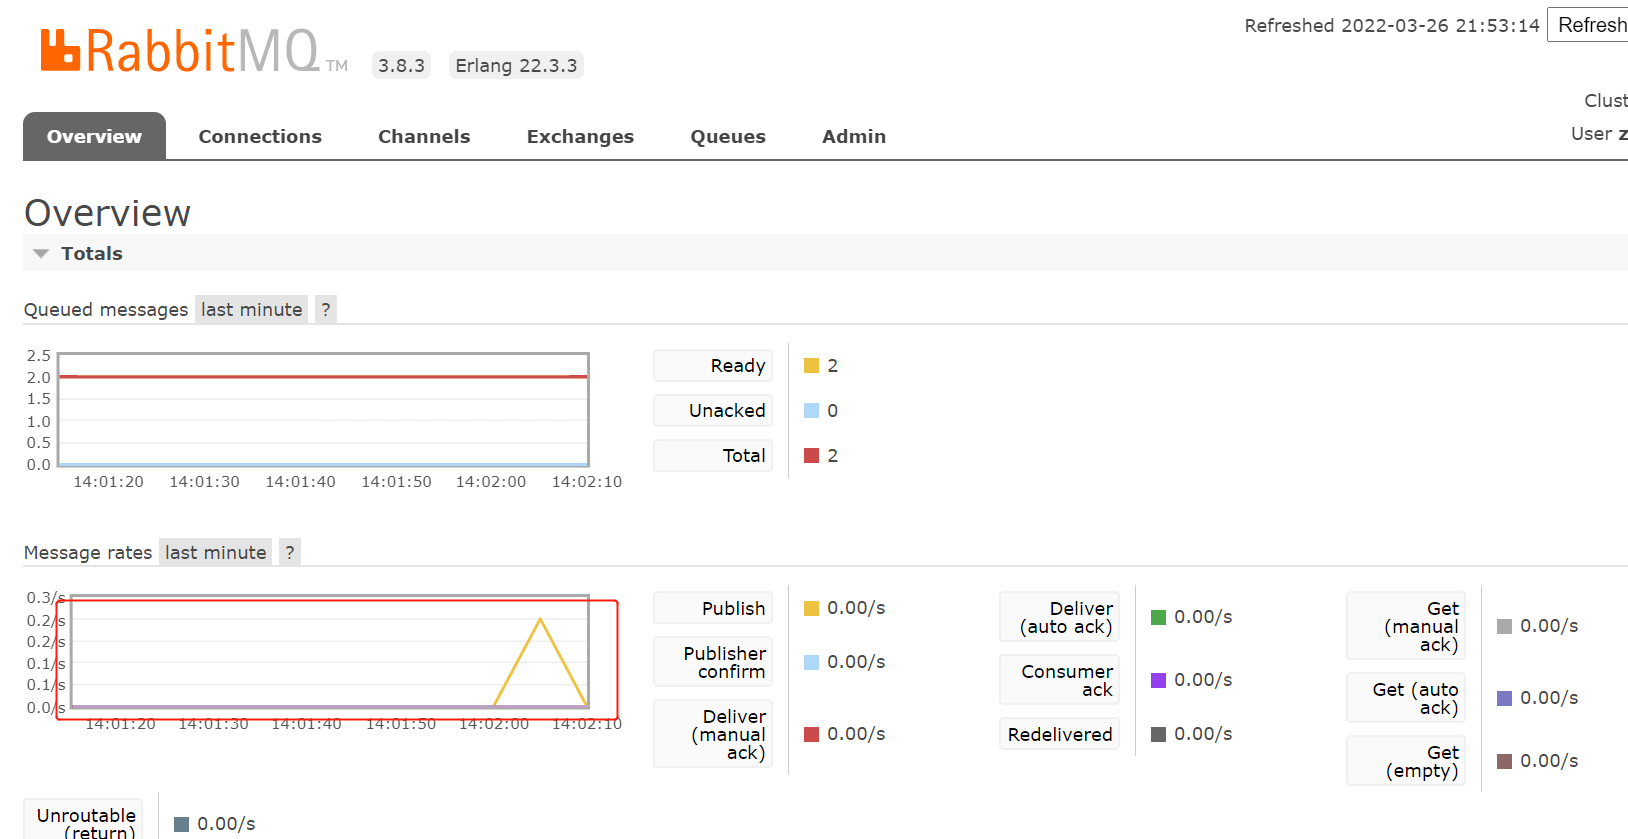 Refreshed 2022-03-26 21:53:14 Refresh
RabbitMQ TM 3.8.3 Erlang 22.3.3
Clust
User z
Overview Connections Channels Exchanges Queues Admin
Overview
Totals
Queued messages last minute ?
2.5
2.0
1.5
1.0
0.5
0.0
14:01:20 14:01:30 14:01:40 14:01:50 14:02:00 14:02:10
Ready 2
Unacked 0
Total 2
Message rates last minute ?
0.3/s
0.2/s
0.2/s
0.1/s
0.1/s
0.0/s
14:01:20 14:01:30 14:01:40 14:01:50 14:02:00 14:02:10
Publish 0.00/s
Publisher
confirm 0.00/s
Deliver
(manual 0.00/s
ack)
Deliver
(auto ack) 0.00/s
Consumer
ack 0.00/s
Redelivered 0.00/s
Get
(manual 0.00/s
ack)
Get (auto
ack) 0.00/s
Get
(empty) 0.00/s
Unroutable
(return) 0.00/s